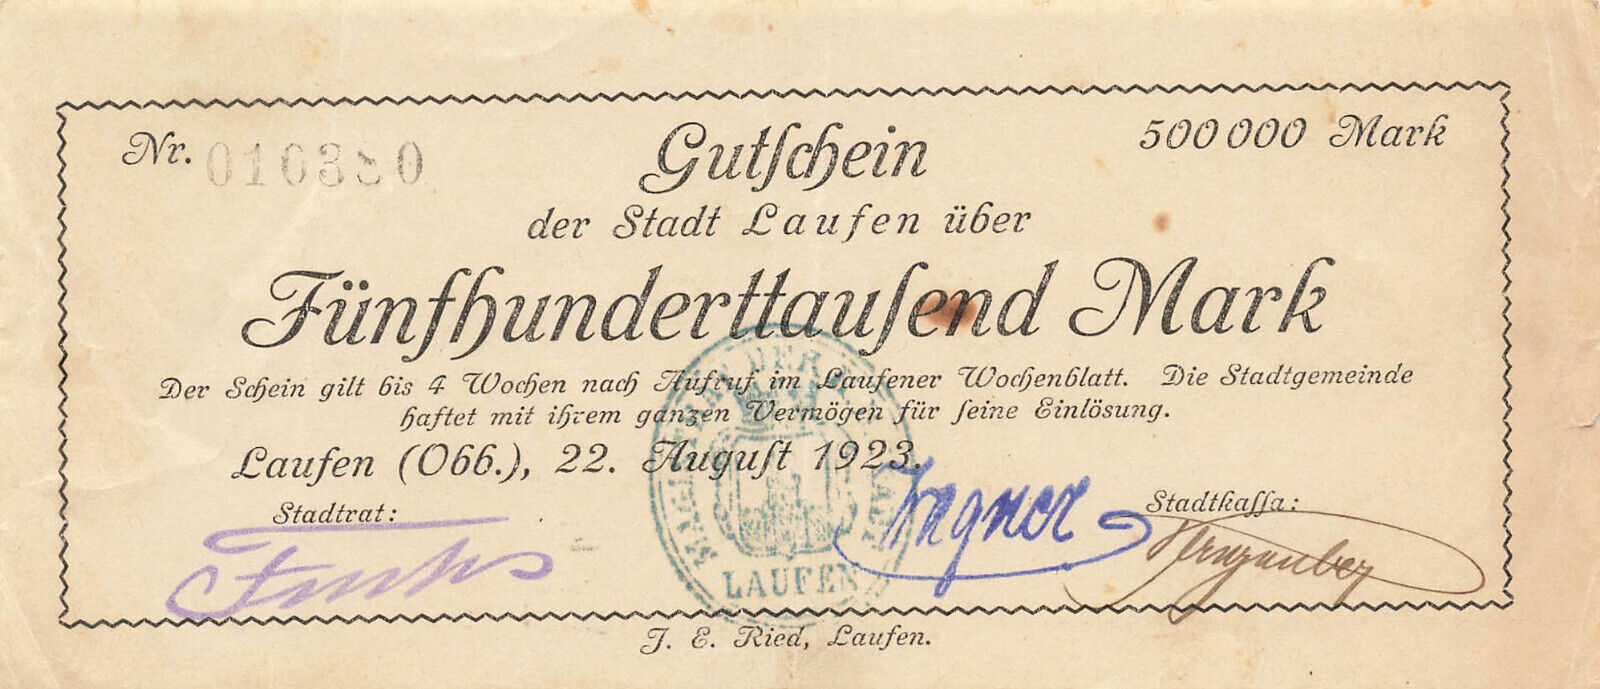 Nr.
500 000 Mark
Gutſchein
der Stadt Laufen über
Fünfhunderttauſend Mark
Der Schein gilt bis 4 Wochen nach Aufruf im Laufener Wochenblatt. Die Stadtgemeinde
haftet mit ihrem ganzen Vermögen für ſeine Einlöſung.
Laufen (Obb.), 22. Auguſt 1923.
Stadtrat:
Stadtkaſſa:
Fuchs
Wagner
LAUFEN
J. E. Ried, Laufen.